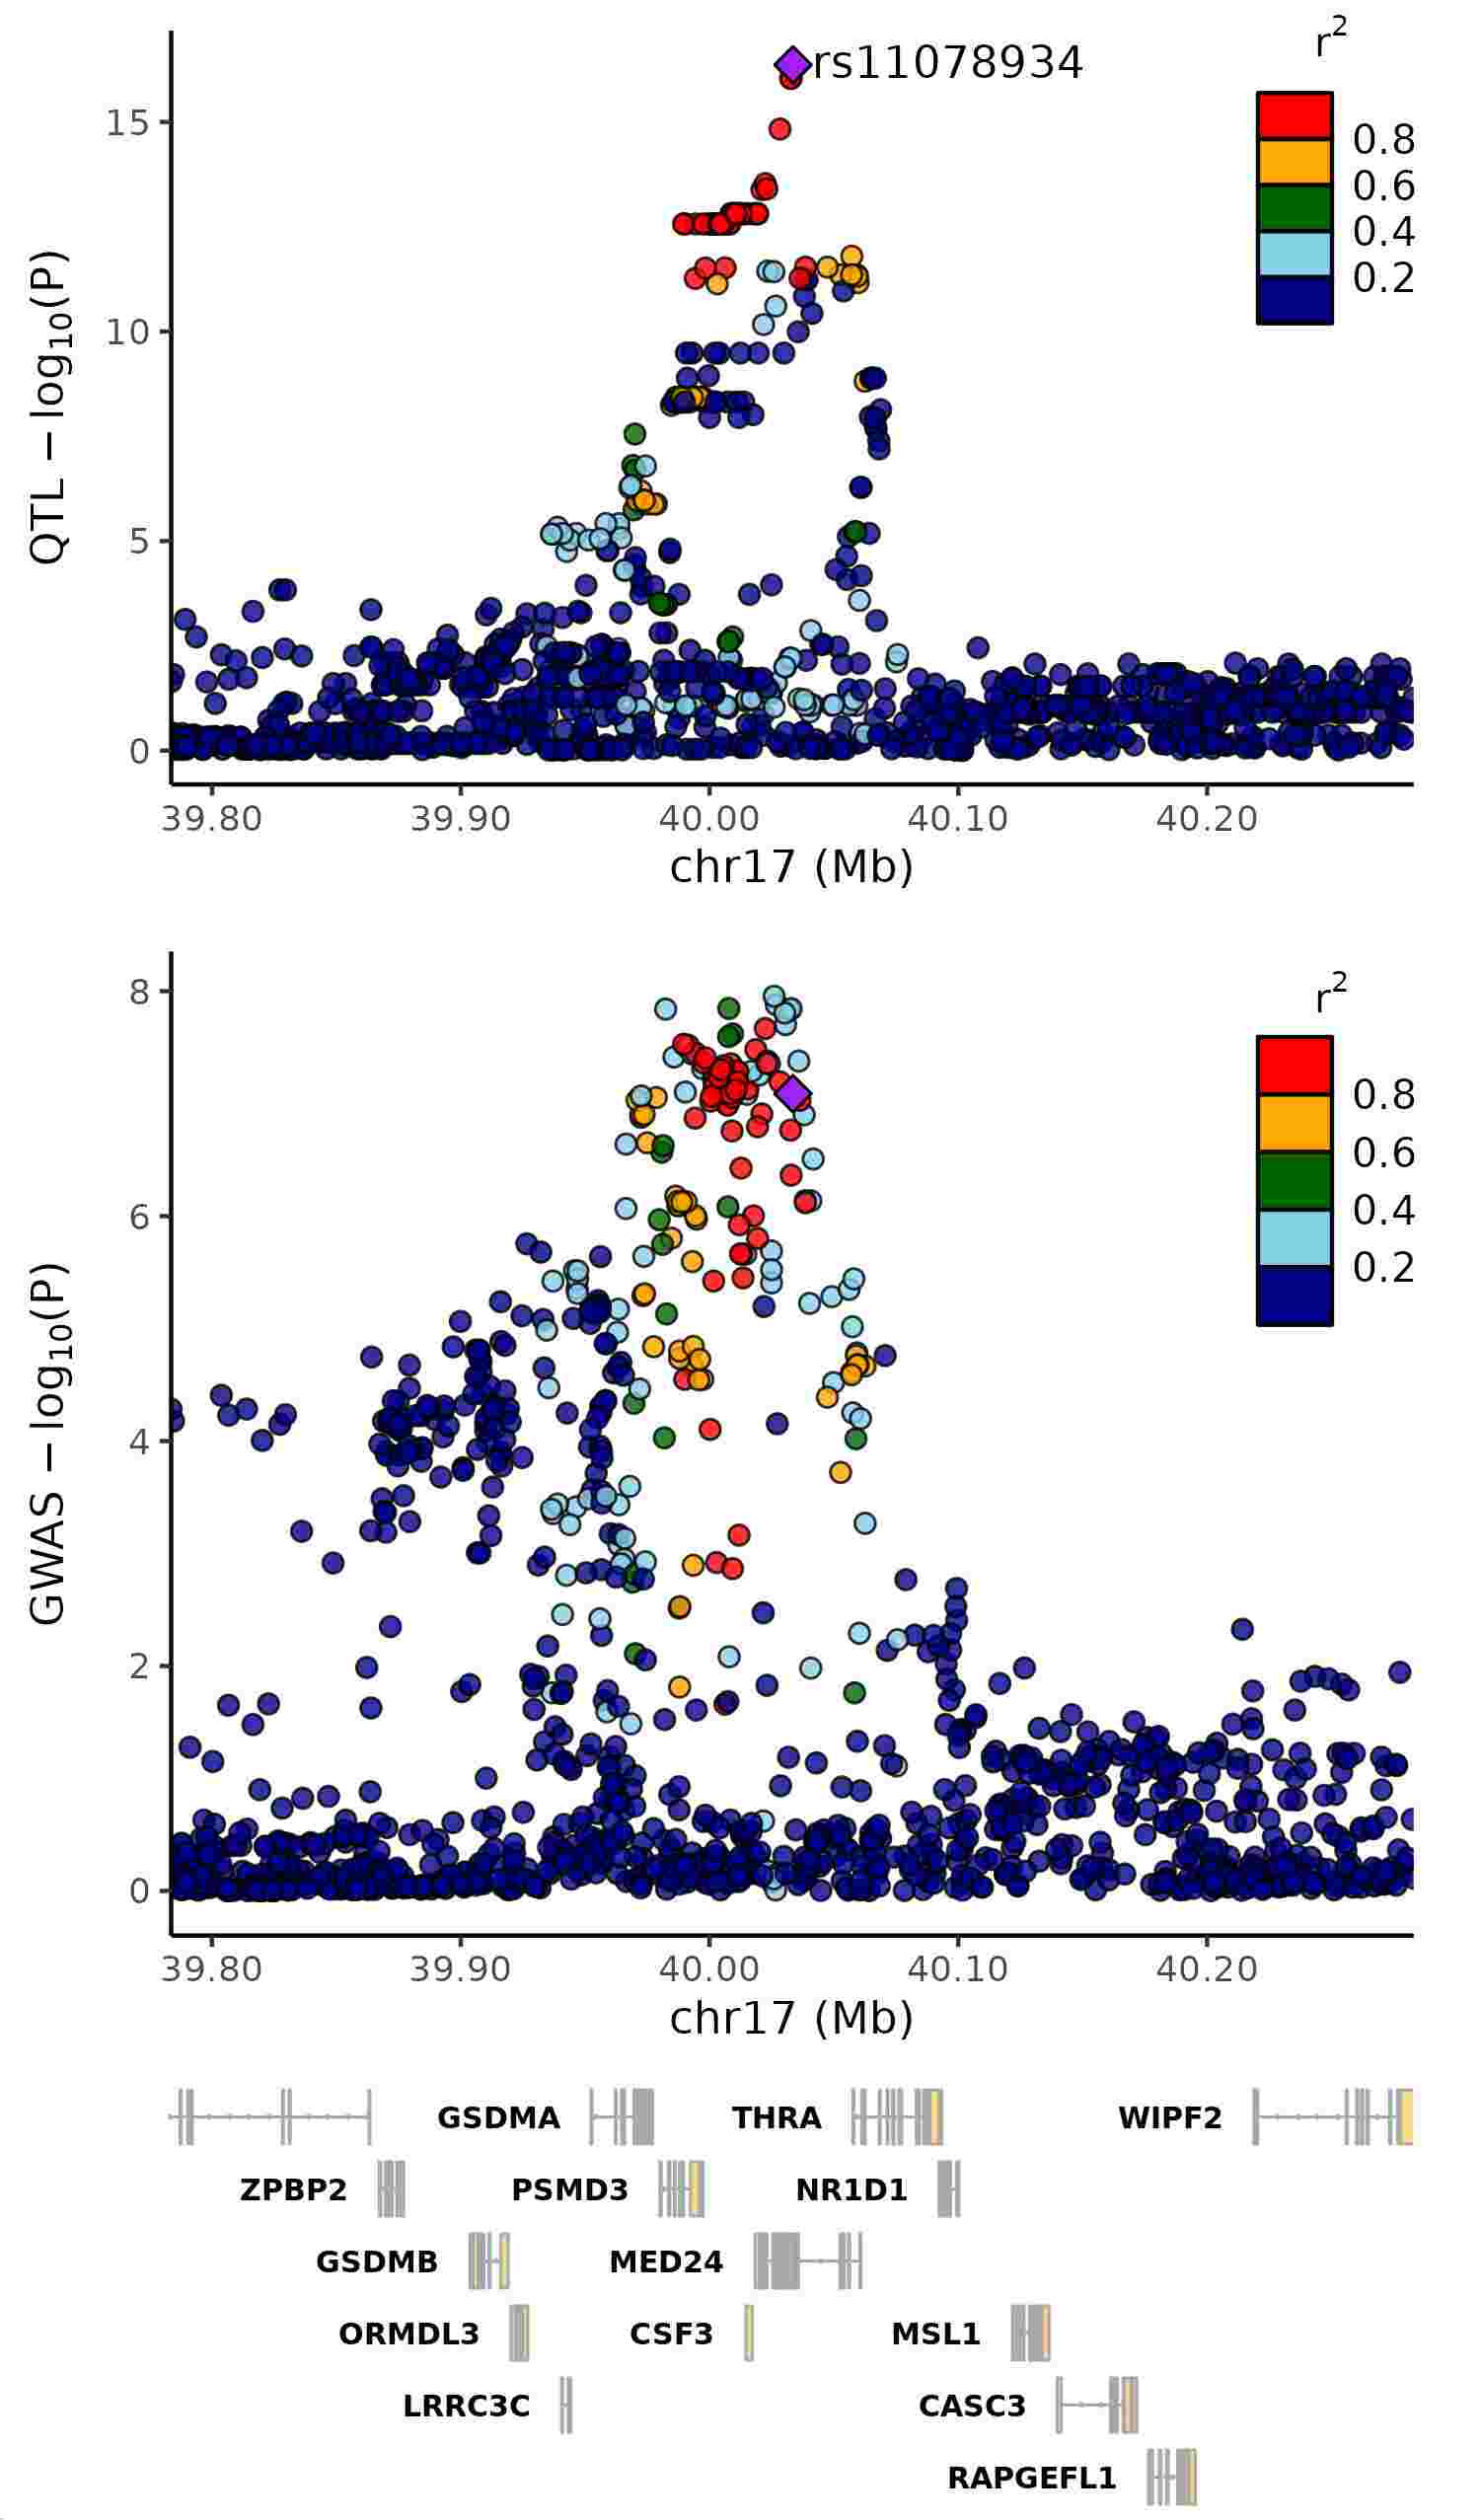 rs11078934
r²
0.8
0.6
0.4
0.2
15
10
5
0
QTL − log₁₀(P)
39.80 39.90 40.00 40.10 40.20
chr17 (Mb)
r²
0.8
0.6
0.4
0.2
8
6
4
2
0
GWAS − log₁₀(P)
39.80 39.90 40.00 40.10 40.20
chr17 (Mb)
GSDMA THRA WIPF2
ZPBP2 PSMD3 NR1D1
GSDMB MED24
ORMDL3 CSF3 MSL1
LRRC3C CASC3
RAPGEFL1